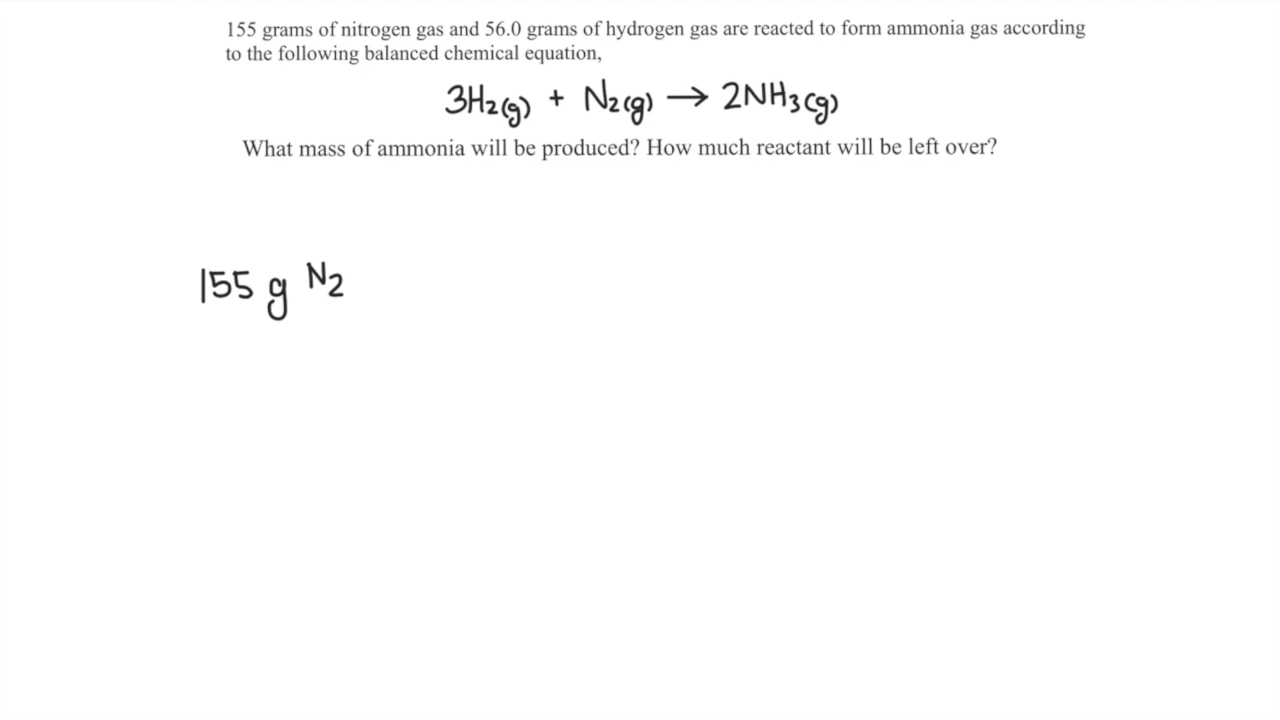 155 grams of nitrogen gas and 56.0 grams of hydrogen gas are reacted to form ammonia gas according
to the following balanced chemical equation,
3H₂(g) + N₂(g) → 2NH₃(g)
What mass of ammonia will be produced? How much reactant will be left over?
155 g N₂